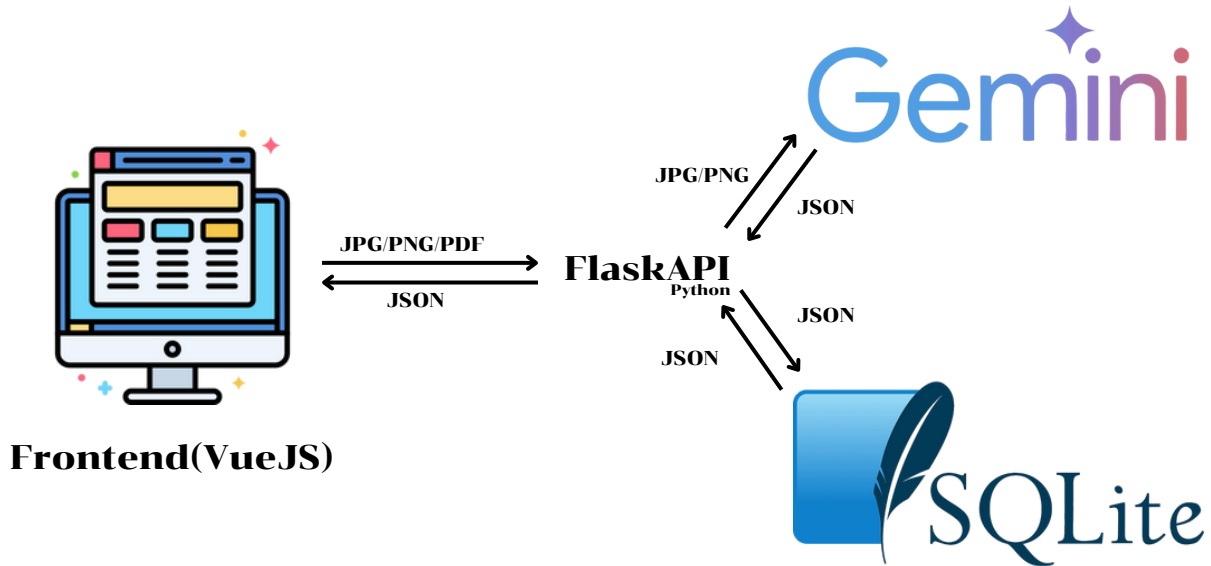 Gemini
JPG/PNG
JSON
JPG/PNG/PDF
JSON
FlaskAPI
Python
JSON
JSON
Frontend(VueJS)
SQLite